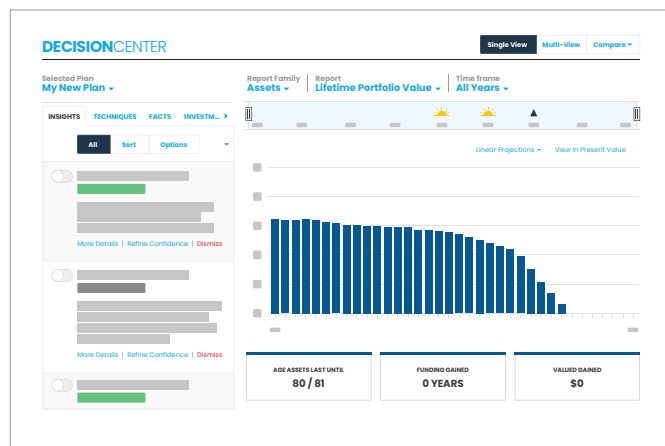 DECISIONCENTER
Single View
Multi-View
Compare
Selected Plan
My New Plan
Report Family
Assets
Report
Lifetime Portfolio Value
Time frame
All Years
INSIGHTS
TECHNIQUES
FACTS
INVESTM...
All
Sort
Options
Linear Projections
View in Present Value
More Details | Refine Confidence | Dismiss
More Details | Refine Confidence | Dismiss
AGE ASSETS LAST UNTIL
80 / 81
FUNDING GAINED
0 YEARS
VALUED GAINED
$0